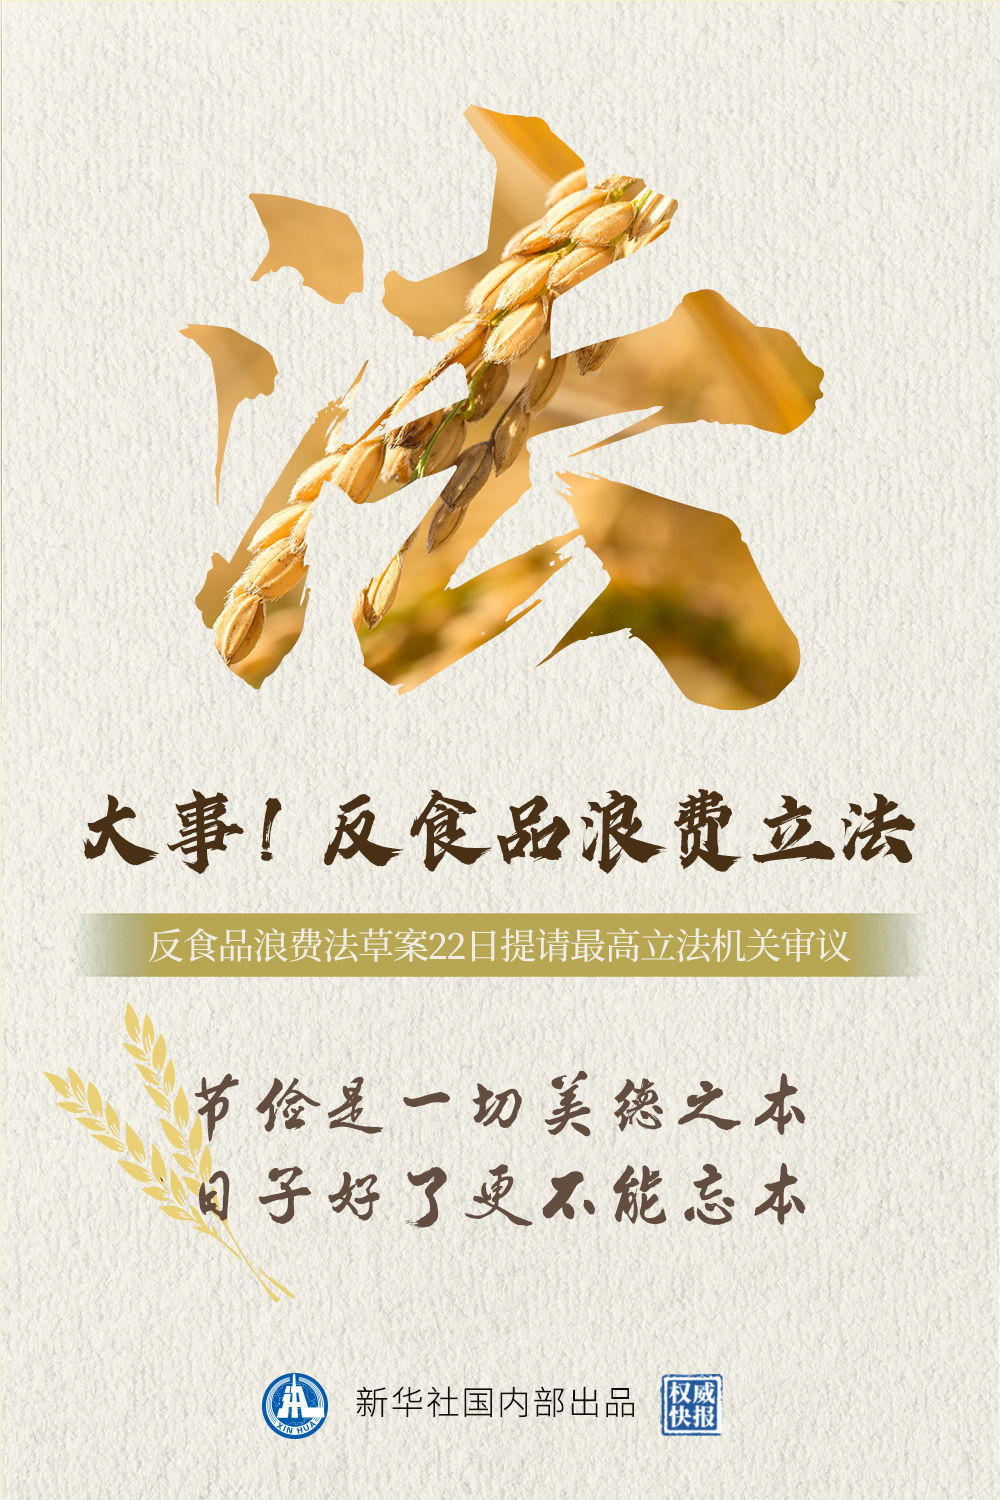 法
大事！反食品浪费立法
反食品浪费法草案22日提请最高立法机关审议
节俭是一切美德之本
日子好了更不能忘本
XIN HUA
新华社国内部出品
权威
快报